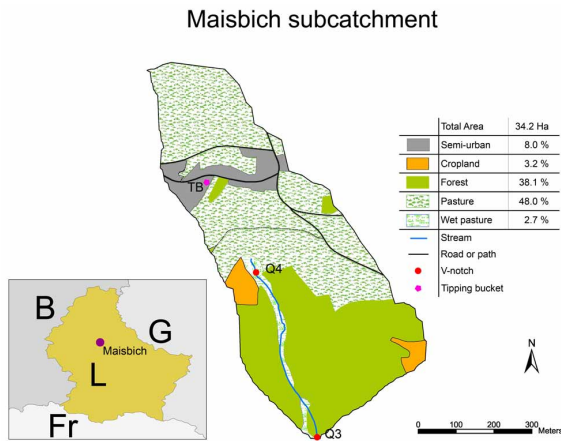 Maisbich subcatchment
Total Area 34.2 Ha
Semi-urban 8.0 %
Cropland 3.2 %
Forest 38.1 %
Pasture 48.0 %
Wet pasture 2.7 %
Stream
Road or path
V-notch
Tipping bucket
TB
Q4
Q3
B
G
Maisbich
L
Fr
N
0 100 200 300
Meters